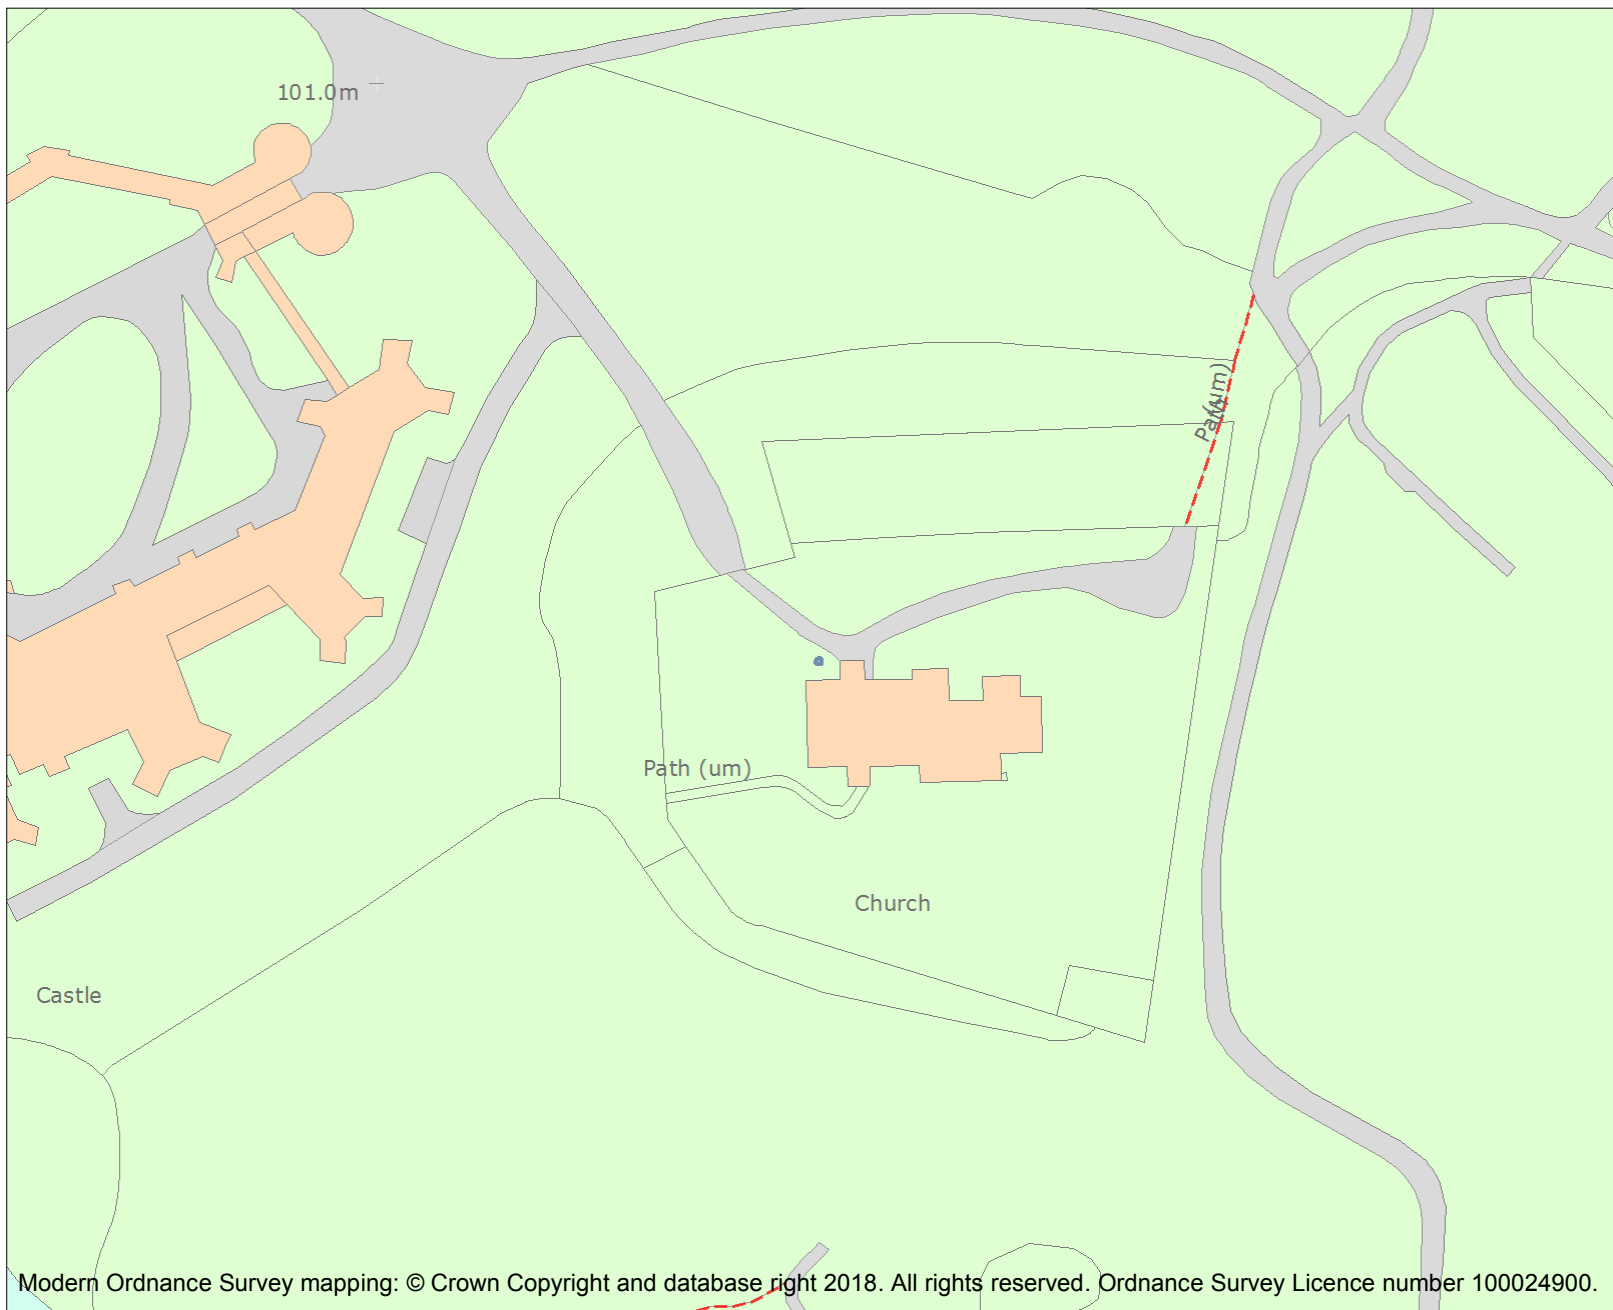 101.0m
Path (um)
Path (um)
Church
Castle
Modern Ordnance Survey mapping: © Crown Copyright and database right 2018. All rights reserved. Ordnance Survey Licence number 100024900.